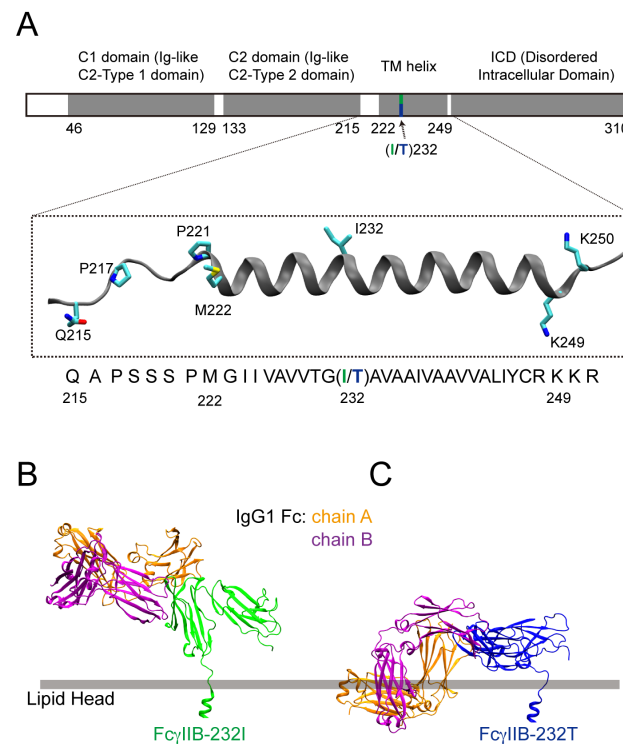 A
C1 domain (Ig-like
C2-Type 1 domain)
C2 domain (Ig-like
C2-Type 2 domain)
TM helix
ICD (Disordered
Intracellular Domain)
46
129
133
215
222
249
310
(I/T)232
P221
I232
K250
P217
M222
Q215
K249
Q A P S S S P M G I I V A V V T G (I/T) A V A A I V A A V V A L I Y C R K K R
215
222
232
249
B
C
IgG1 Fc: chain A
chain B
Lipid Head
FcγIIB-232I
FcγIIB-232T